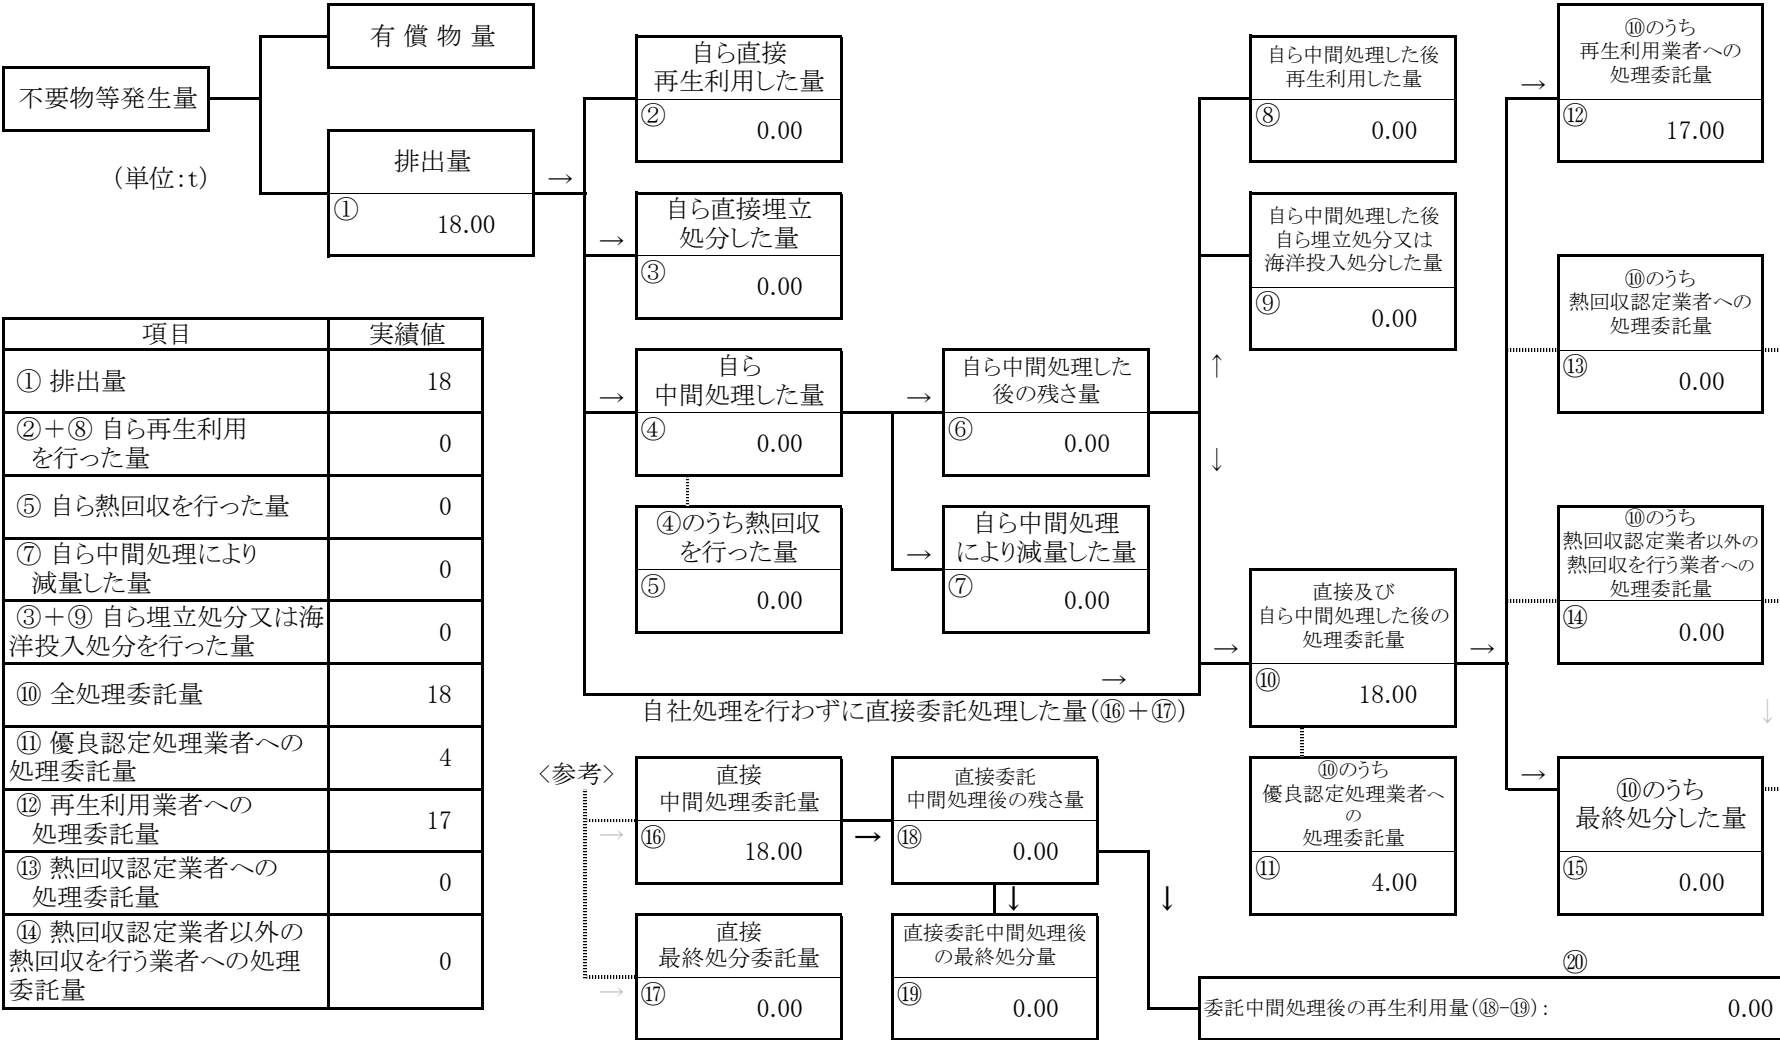 不要物等発生量
(単位:t)
有 償 物 量
排出量
① 18.00
→
自ら直接
再生利用した量
② 0.00
→
自ら直接埋立
処分した量
③ 0.00
→
自ら
中間処理した量
④ 0.00
④のうち熱回収
を行った量
⑤ 0.00
→
自ら中間処理した
後の残さ量
⑥ 0.00
→
自ら中間処理
により減量した量
⑦ 0.00
↑
↓
自ら中間処理した後
再生利用した量
⑧ 0.00
自ら中間処理した後
自ら埋立処分又は
海洋投入処分した量
⑨ 0.00
→
自社処理を行わずに直接委託処理した量(⑯+⑰)
→
直接及び
自ら中間処理した後の
処理委託量
⑩ 18.00
→
⑩のうち
優良認定処理業者へ
の
処理委託量
⑪ 4.00
→
⑩のうち
再生利用業者への
処理委託量
⑫ 17.00
⑩のうち
熱回収認定業者への
処理委託量
⑬ 0.00
⑩のうち
熱回収認定業者以外の
熱回収を行う業者への
処理委託量
⑭ 0.00
↓
→
⑩のうち
最終処分した量
⑮ 0.00
項目 実績値
① 排出量 18
②+⑧ 自ら再生利用
を行った量 0
⑤ 自ら熱回収を行った量 0
⑦ 自ら中間処理により
減量した量 0
③+⑨ 自ら埋立処分又は海
洋投入処分を行った量 0
⑩ 全処理委託量 18
⑪ 優良認定処理業者への
処理委託量 4
⑫ 再生利用業者への
処理委託量 17
⑬ 熱回収認定業者への
処理委託量 0
⑭ 熱回収認定業者以外の
熱回収を行う業者への処理
委託量 0
<参考>
→
直接
中間処理委託量
⑯ 18.00
→
直接委託
中間処理後の残さ量
⑱ 0.00
→
直接
最終処分委託量
⑰ 0.00
↓
直接委託中間処理後
の最終処分量
⑲ 0.00
↓
⑳
委託中間処理後の再生利用量(⑱-⑲): 0.00